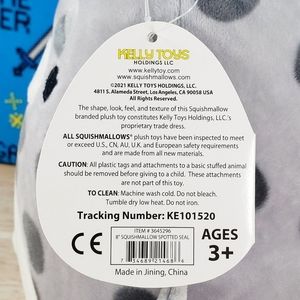 KELLY TOYS
HOLDINGS LLC
www.kellytoy.com
www.squishmallows.com
©2021 KELLY TOYS HOLDINGS, LLC.
4811 S. Alameda Street, Los Angeles, CA 90058 USA
All Rights Reserved.
The shape, look, feel, and texture of this Squishmallow
branded plush toy constitutes Kelly Toys Holdings, LLC.'s
proprietary trade dress.
ALL SQUISHMALLOWS® plush toys have been inspected to meet
or exceed U.S., CN, AU, U.K. and European safety requirements
and are made from all new materials.
CAUTION: All plastic tags and attachments to a basic stuffed animal
should be removed before giving to a child. These attachments
are not part of this toy.
TO CLEAN: Machine wash cold. Do not bleach.
Tumble dry low heat. Do not iron.
Tracking Number: KE101520
CE
ITEM # 3645296
8" SQUISHMALLOW SPOTTED SEAL
7 34689 21468
AGES
3+
Made in Jining, China